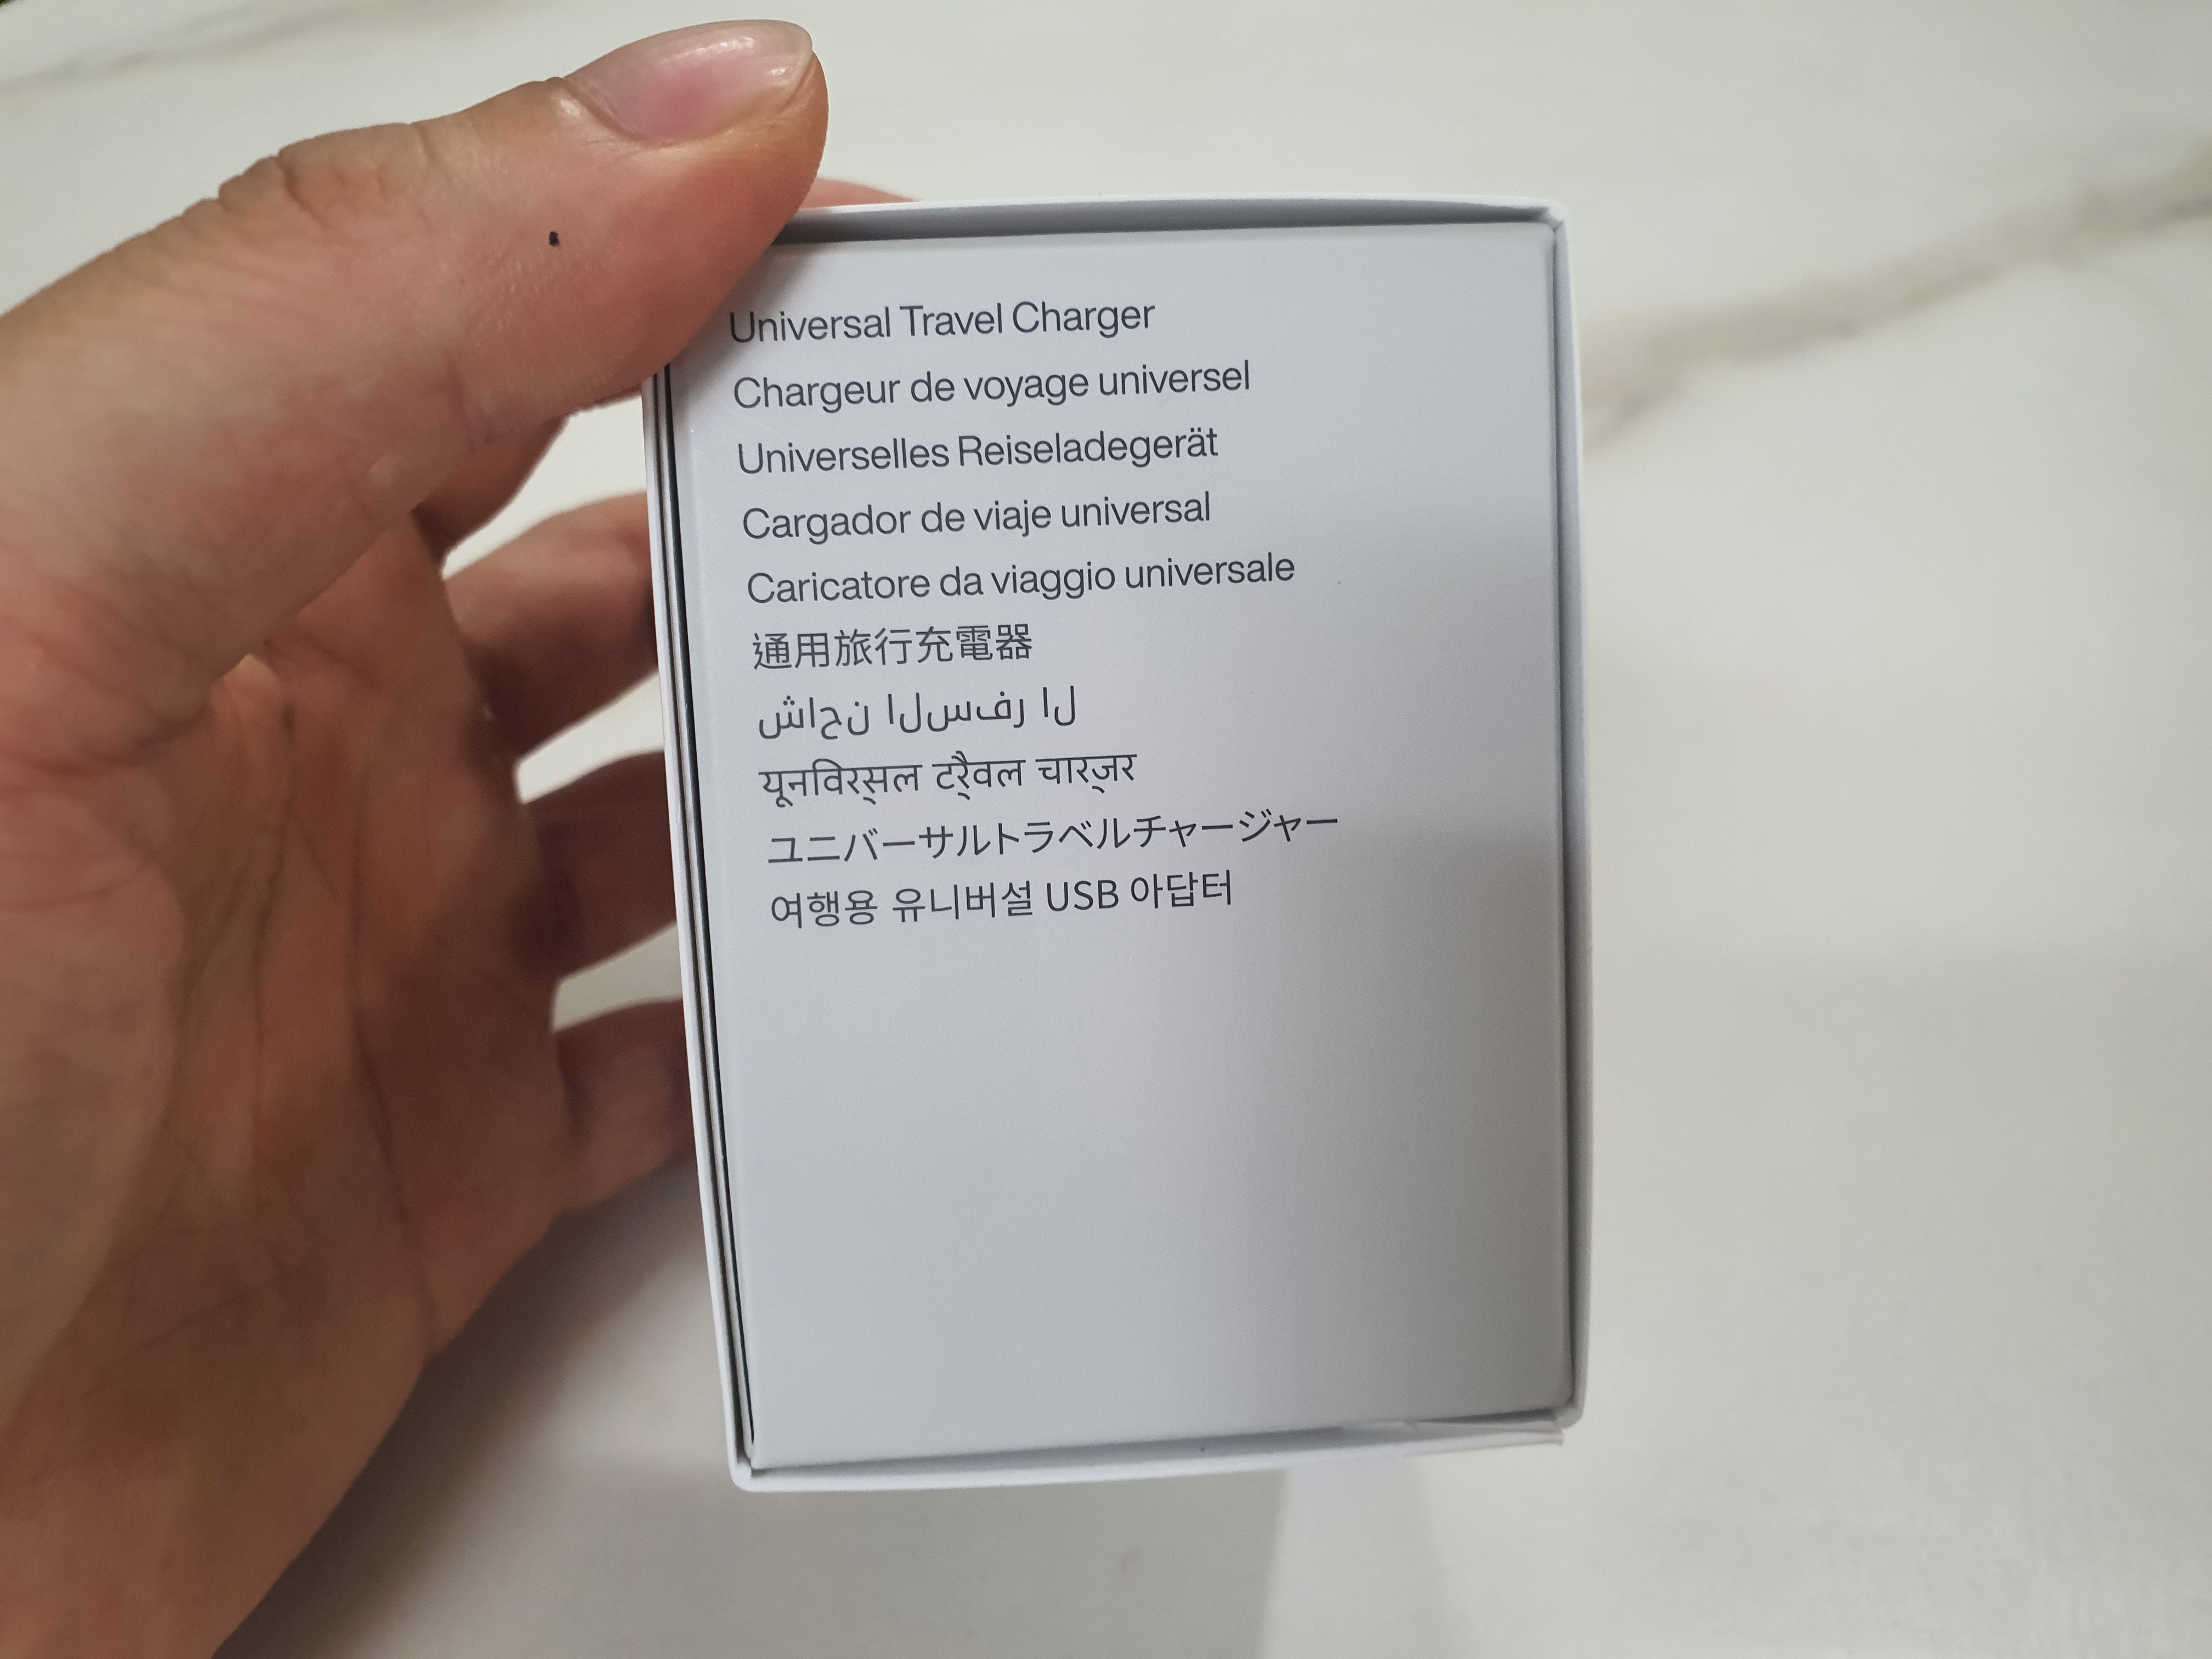 Universal Travel Charger
Chargeur de voyage universel
Universelles Reiseladegerät
Cargador de viaje universal
Caricatore da viaggio universale
通用旅行充電器
شاحن السفر ال
यूनविर्‌सल टर्‌ैवल चार्‌जर
ユニバーサルトラベルチャージャー
여행용 유니버설 USB 아답터